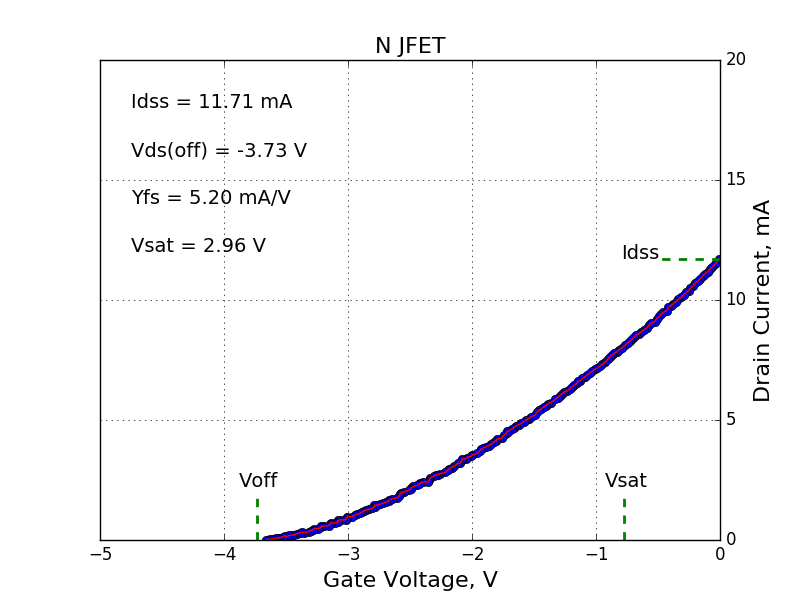 N JFET
Idss = 11.71 mA
Vds(off) = -3.73 V
Yfs = 5.20 mA/V
Vsat = 2.96 V
Idss
Voff
Vsat
20
15
10
5
0
Drain Current, mA
−5 −4 −3 −2 −1 0
Gate Voltage, V